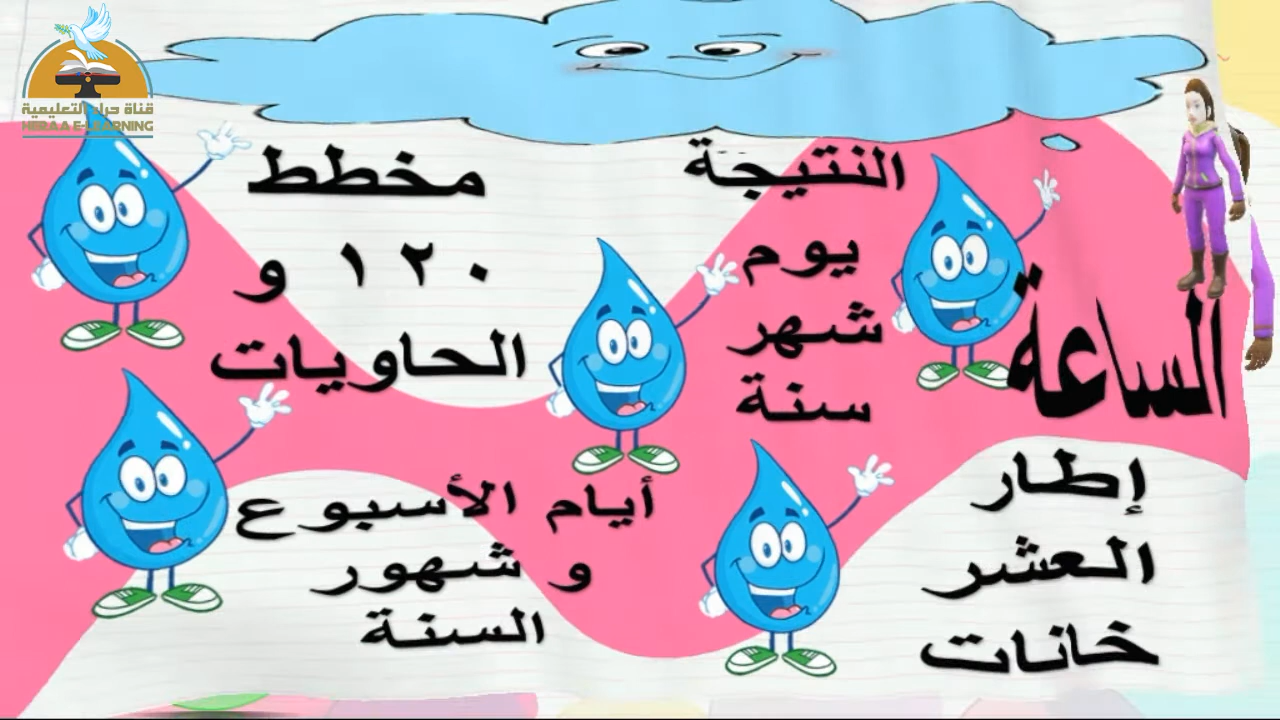 قناة حراء التعليمية
HERAA E-LEARNING
الساعة
النتيجة
يوم
شهر
سنة
مخطط
١٢٠ و
الحاويات
إطار
العشر
خانات
أيام الأسبوع
و شهور
السنة